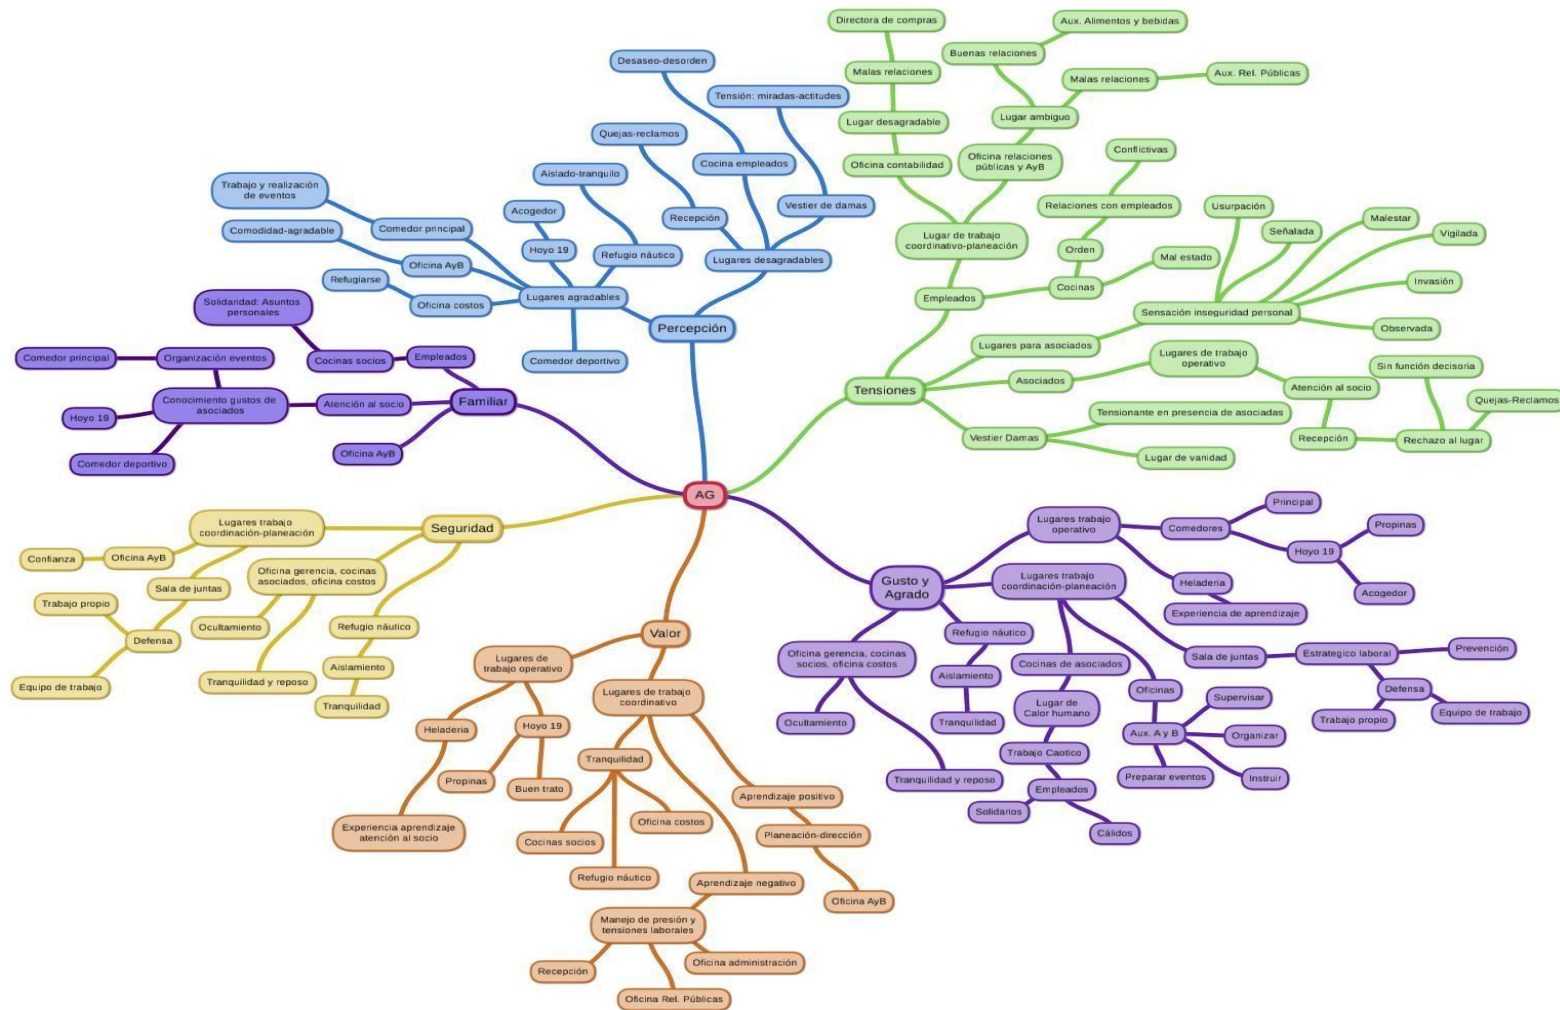 Directora de compras
Aux. Alimentos y bebidas
Buenas relaciones
Malas relaciones
Malas relaciones
Aux. Rel. Públicas
Lugar desagradable
Lugar ambiguo
Oficina contabilidad
Oficina relaciones
públicas y AyB
Conflictivas
Relaciones con empleados
Lugar de trabajo
coordinativo-planeación
Orden
Mal estado
Empleados
Cocinas
Usurpación
Señalada
Malestar
Vigilada
Invasión
Observada
Sensación inseguridad personal
Lugares para asociados
Tensiones
Asociados
Lugares de trabajo
operativo
Atención al socio
Sin función decisoria
Quejas-Reclamos
Recepción
Rechazo al lugar
Vestier Damas
Tensionante en presencia de asociadas
Lugar de vanidad
Desaseo-desorden
Tensión: miradas-actitudes
Quejas-reclamos
Cocina empleados
Aislado-tranquilo
Vestier de damas
Recepción
Lugares desagradables
Trabajo y realización
de eventos
Comedor principal
Acogedor
Hoyo 19
Refugio náutico
Comodidad-agradable
Oficina AyB
Refugiarse
Oficina costos
Lugares agradables
Percepción
Comedor deportivo
Solidaridad: Asuntos
personales
Cocinas socios
Empleados
Comedor principal
Organización eventos
Conocimiento gustos de
asociados
Atención al socio
Familiar
Hoyo 19
Comedor deportivo
Oficina AyB
AG
Seguridad
Lugares trabajo
coordinación-planeación
Confianza
Oficina AyB
Sala de juntas
Oficina gerencia, cocinas
asociados, oficina costos
Trabajo propio
Defensa
Equipo de trabajo
Ocultamiento
Tranquilidad y reposo
Refugio náutico
Aislamiento
Tranquilidad
Valor
Lugares de
trabajo operativo
Heladeria
Hoyo 19
Propinas
Buen trato
Experiencia aprendizaje
atención al socio
Lugares de trabajo
coordinativo
Tranquilidad
Oficina costos
Cocinas socios
Refugio náutico
Aprendizaje positivo
Planeación-dirección
Oficina AyB
Aprendizaje negativo
Manejo de presión y
tensiones laborales
Recepción
Oficina administración
Oficina Rel. Públicas
Gusto y
Agrado
Lugares trabajo
operativo
Comedores
Principal
Hoyo 19
Propinas
Acogedor
Heladeria
Experiencia de aprendizaje
Lugares trabajo
coordinación-planeación
Sala de juntas
Estrategico laboral
Prevención
Defensa
Trabajo propio
Equipo de trabajo
Oficinas
Aux. A y B
Supervisar
Organizar
Instruir
Preparar eventos
Cocinas de asociados
Lugar de
Calor humano
Trabajo Caotico
Empleados
Solidarios
Cálidos
Refugio náutico
Aislamiento
Tranquilidad
Oficina gerencia, cocinas
socios, oficina costos
Ocultamiento
Tranquilidad y reposo